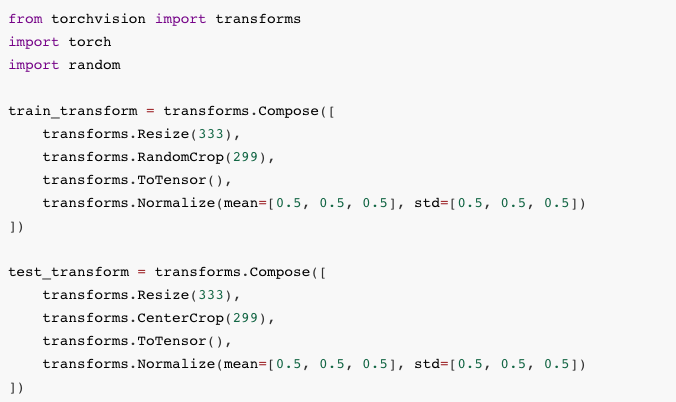 from torchvision import transforms
import torch
import random
train_transform = transforms.Compose([
    transforms.Resize(333),
    transforms.RandomCrop(299),
    transforms.ToTensor(),
    transforms.Normalize(mean=[0.5, 0.5, 0.5], std=[0.5, 0.5, 0.5])
])
test_transform = transforms.Compose([
    transforms.Resize(333),
    transforms.CenterCrop(299),
    transforms.ToTensor(),
    transforms.Normalize(mean=[0.5, 0.5, 0.5], std=[0.5, 0.5, 0.5])
])